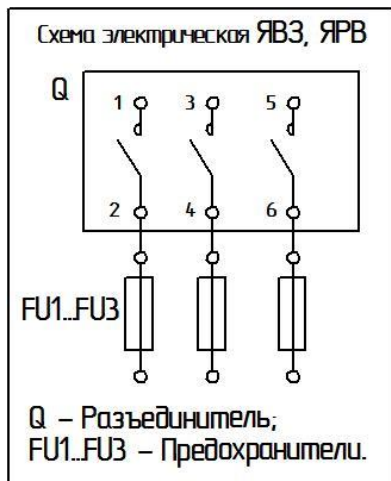 Схема электрическая ЯВЗ, ЯРВ
Q
1 3 5
2 4 6
FU1...FU3
Q – Разъединитель;
FU1...FU3 – Предохранители.